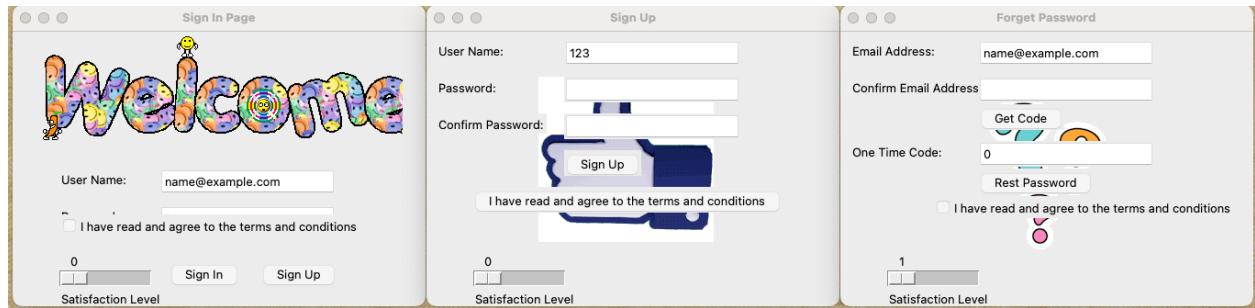 Sign In Page
Welcome
User Name: name@example.com
I have read and agree to the terms and conditions
0
Sign In Sign Up
Satisfaction Level
Sign Up
User Name: 123
Password:
Confirm Password:
Sign Up
I have read and agree to the terms and conditions
0
Satisfaction Level
Forget Password
Email Address: name@example.com
Confirm Email Address
Get Code
One Time Code: 0
Rest Password
I have read and agree to the terms and conditions
1
Satisfaction Level